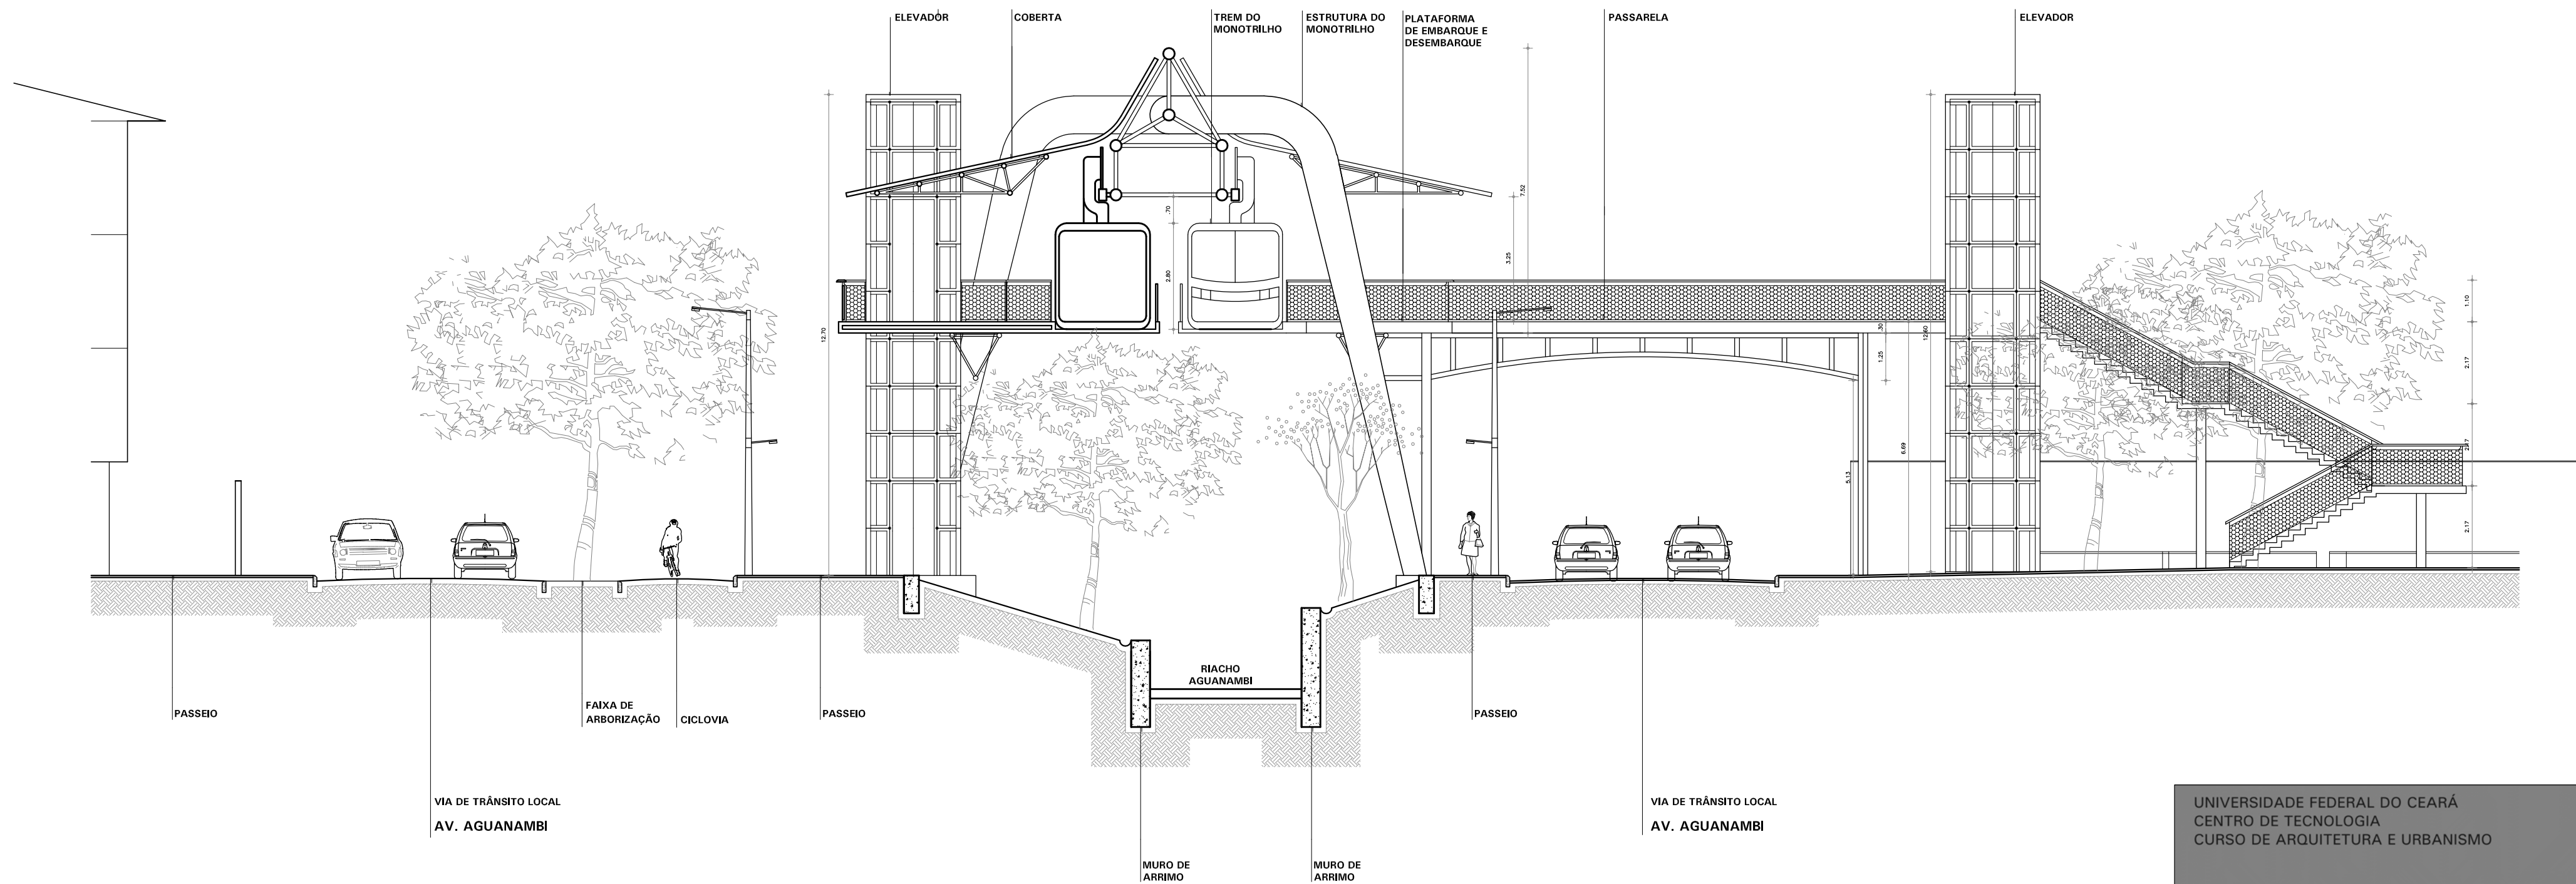 ELEVADOR
COBERTA
TREM DO
MONOTRILHO
ESTRUTURA DO
MONOTRILHO
PLATAFORMA
DE EMBARQUE E
DESEMBARQUE
PASSARELA
ELEVADOR
12.70
.70
2.80
7.52
3.25
.30
1.25
12.60
6.69
5.13
1.10
2.17
2.17
2.17
RIACHO
AGUANAMBI
PASSEIO
FAIXA DE
ARBORIZAÇÃO
CICLOVIA
PASSEIO
PASSEIO
VIA DE TRÂNSITO LOCAL
AV. AGUANAMBI
VIA DE TRÂNSITO LOCAL
AV. AGUANAMBI
MURO DE
ARRIMO
MURO DE
ARRIMO
UNIVERSIDADE FEDERAL DO CEARÁ
CENTRO DE TECNOLOGIA
CURSO DE ARQUITETURA E URBANISMO